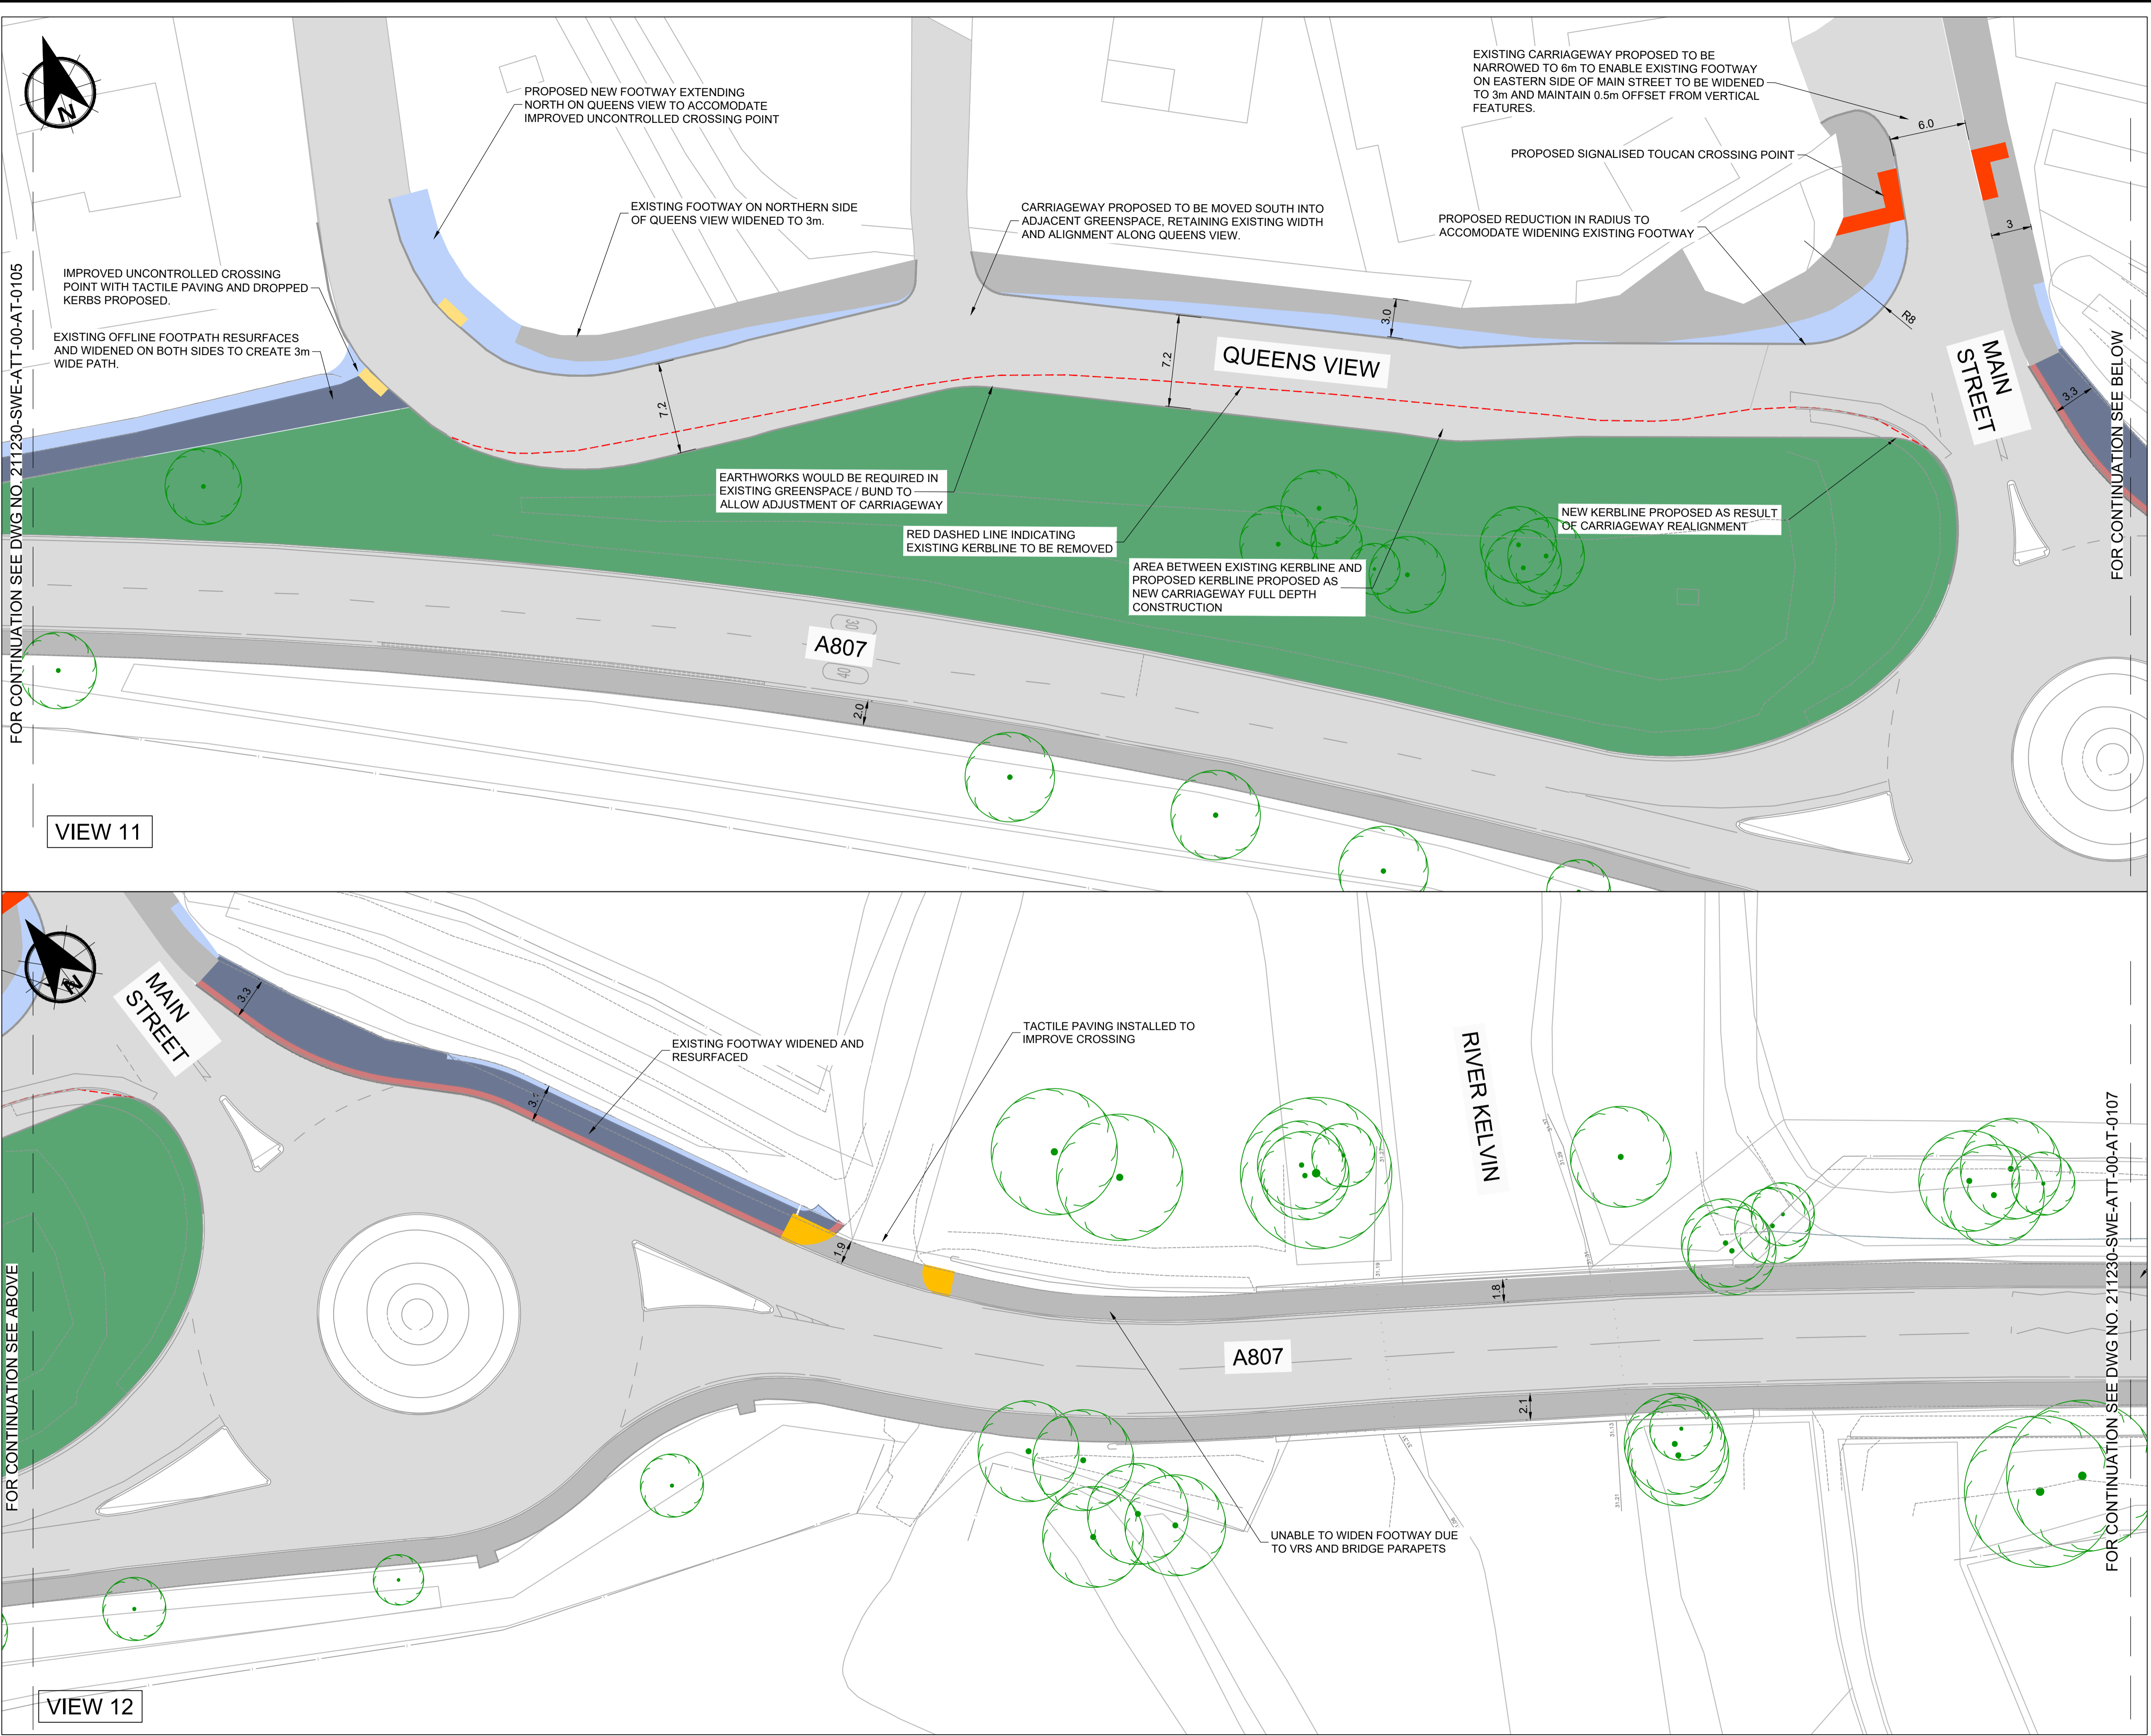 N
EXISTING CARRIAGEWAY PROPOSED TO BE
NARROWED TO 6m TO ENABLE EXISTING FOOTWAY
ON EASTERN SIDE OF MAIN STREET TO BE WIDENED
TO 3m AND MAINTAIN 0.5m OFFSET FROM VERTICAL
FEATURES.
PROPOSED NEW FOOTWAY EXTENDING
NORTH ON QUEENS VIEW TO ACCOMODATE
IMPROVED UNCONTROLLED CROSSING POINT
6.0
PROPOSED SIGNALISED TOUCAN CROSSING POINT
EXISTING FOOTWAY ON NORTHERN SIDE
OF QUEENS VIEW WIDENED TO 3m.
CARRIAGEWAY PROPOSED TO BE MOVED SOUTH INTO
ADJACENT GREENSPACE, RETAINING EXISTING WIDTH
AND ALIGNMENT ALONG QUEENS VIEW.
PROPOSED REDUCTION IN RADIUS TO
ACCOMODATE WIDENING EXISTING FOOTWAY
3
IMPROVED UNCONTROLLED CROSSING
POINT WITH TACTILE PAVING AND DROPPED
KERBS PROPOSED.
EXISTING OFFLINE FOOTPATH RESURFACES
AND WIDENED ON BOTH SIDES TO CREATE 3m
WIDE PATH.
FOR CONTINUATION SEE DWG NO. 211230-SWE-ATT-00-AT-0105
3.0
R8
7.2
7.2
QUEENS VIEW
MAIN
STREET
3.3
FOR CONTINUATION SEE BELOW
EARTHWORKS WOULD BE REQUIRED IN
EXISTING GREENSPACE / BUND TO
ALLOW ADJUSTMENT OF CARRIAGEWAY
RED DASHED LINE INDICATING
EXISTING KERBLINE TO BE REMOVED
NEW KERBLINE PROPOSED AS RESULT
OF CARRIAGEWAY REALIGNMENT
AREA BETWEEN EXISTING KERBLINE AND
PROPOSED KERBLINE PROPOSED AS
NEW CARRIAGEWAY FULL DEPTH
CONSTRUCTION
30
A807
40
2.0
VIEW 11
N
MAIN
STREET
3.3
EXISTING FOOTWAY WIDENED AND
RESURFACED
TACTILE PAVING INSTALLED TO
IMPROVE CROSSING
RIVER KELVIN
1.9
1.8
31.19
A807
2.1
31.13
31.21
UNABLE TO WIDEN FOOTWAY DUE
TO VRS AND BRIDGE PARAPETS
FOR CONTINUATION SEE ABOVE
FOR CONTINUATION SEE DWG NO. 211230-SWE-ATT-00-AT-0107
VIEW 12